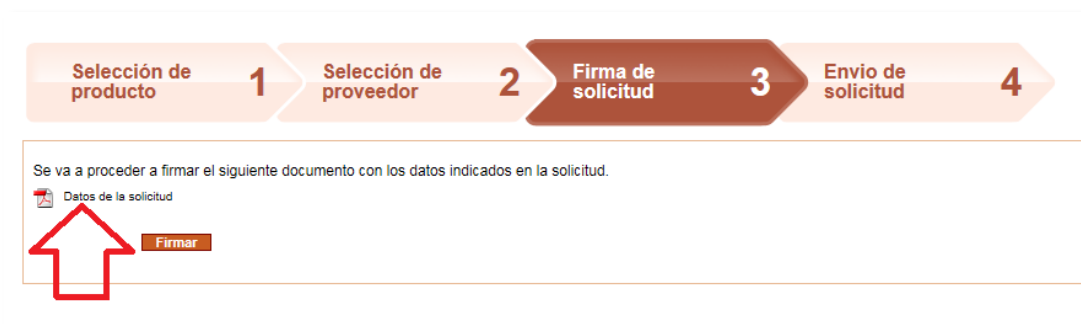 Selección de
producto
1
Selección de
proveedor
2
Firma de
solicitud
3
Envio de
solicitud
4
Se va a proceder a firmar el siguiente documento con los datos indicados en la solicitud.
Datos de la solicitud
Firmar